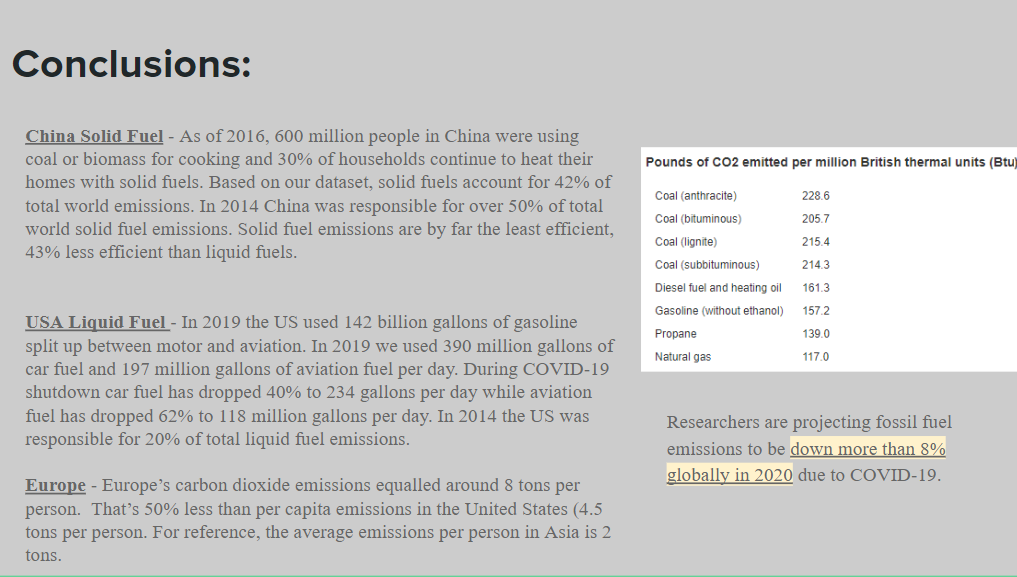 Conclusions:
China Solid Fuel - As of 2016, 600 million people in China were using
coal or biomass for cooking and 30% of households continue to heat their
homes with solid fuels. Based on our dataset, solid fuels account for 42% of
total world emissions. In 2014 China was responsible for over 50% of total
world solid fuel emissions. Solid fuel emissions are by far the least efficient,
43% less efficient than liquid fuels.
USA Liquid Fuel - In 2019 the US used 142 billion gallons of gasoline
split up between motor and aviation. In 2019 we used 390 million gallons of
car fuel and 197 million gallons of aviation fuel per day. During COVID-19
shutdown car fuel has dropped 40% to 234 gallons per day while aviation
fuel has dropped 62% to 118 million gallons per day. In 2014 the US was
responsible for 20% of total liquid fuel emissions.
Europe - Europe’s carbon dioxide emissions equalled around 8 tons per
person. That’s 50% less than per capita emissions in the United States (4.5
tons per person. For reference, the average emissions per person in Asia is 2
tons.
Pounds of CO2 emitted per million British thermal units (Btu)
Coal (anthracite) 228.6
Coal (bituminous) 205.7
Coal (lignite) 215.4
Coal (subbituminous) 214.3
Diesel fuel and heating oil 161.3
Gasoline (without ethanol) 157.2
Propane 139.0
Natural gas 117.0
Researchers are projecting fossil fuel
emissions to be down more than 8%
globally in 2020 due to COVID-19.